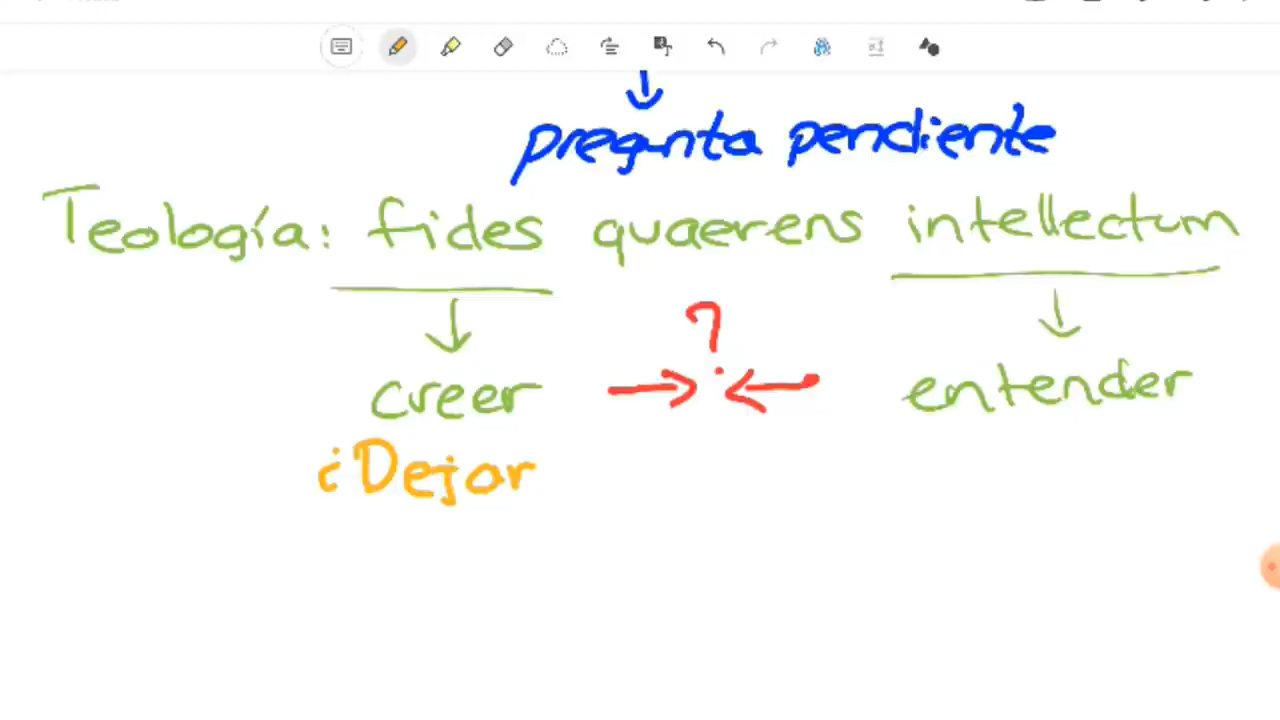 pregunta pendiente
Teología: fides quaerens intellectum
?
creer → ← entender
¿Dejar